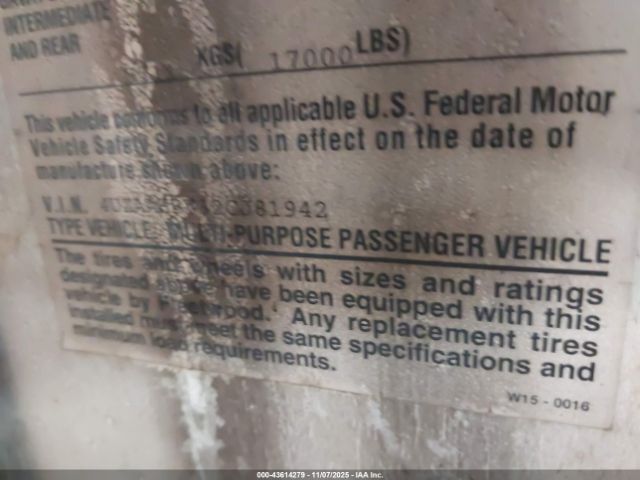 INTERMEDIATE
AND REAR
KGS( 17000 LBS)
This vehicle conforms to all applicable U.S. Federal Motor
Vehicle Safety Standards in effect on the date of
manufacture shown above:
V.I.N.
TYPE VEHICLE: MULTI-PURPOSE PASSENGER VEHICLE
The tires and wheels with sizes and ratings
designated above have been equipped with this
vehicle by Fleetwood. Any replacement tires
installed must meet the same specifications and
minimum load requirements.
W15 - 0016
000-43614279 - 11/07/2025 - IAA Inc.